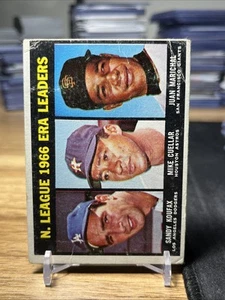 N. LEAGUE 1966 ERA LEADERS
JUAN MARICHAL
SAN FRANCISCO GIANTS
MIKE CUELLAR
HOUSTON ASTROS
SANDY KOUFAX
LOS ANGELES DODGERS